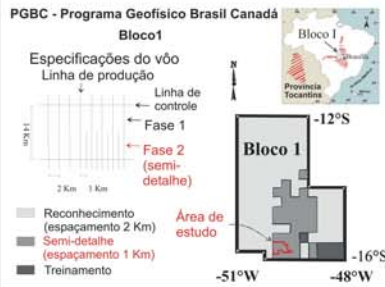 PGBC - Programa Geofísico Brasil Canadá
Bloco1
Especificações do vôo
Linha de produção
Linha de
controle
Fase 1
Fase 2
(semi-
detalhe)
14 Km
2 Km
1 Km
Reconhecimento
(espaçamento 2 Km)
Semi-detalhe
(espaçamento 1 Km)
Treinamento
Bloco I
Brasília
Província
Tocantins
N
-12°S
Bloco 1
Área de
estudo
-16°S
-51°W
-48°W